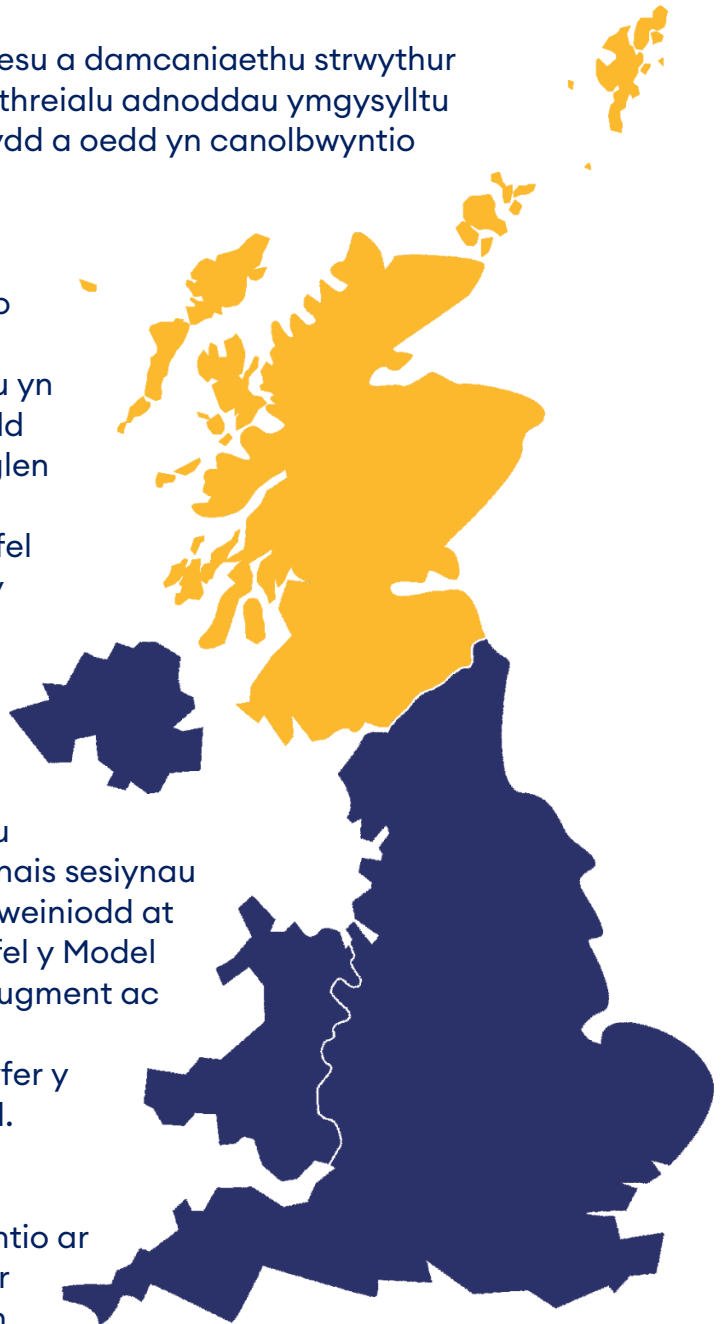 esu a damcaniaethu strwythur
threialu adnoddau ymgysylltu
ydd a oedd yn canolbwyntio
o
u yn
dd
glen
fel
y
u
nais sesiynau
weiniodd at
fel y Model
ugment ac
fer y
d.
ntio ar
r